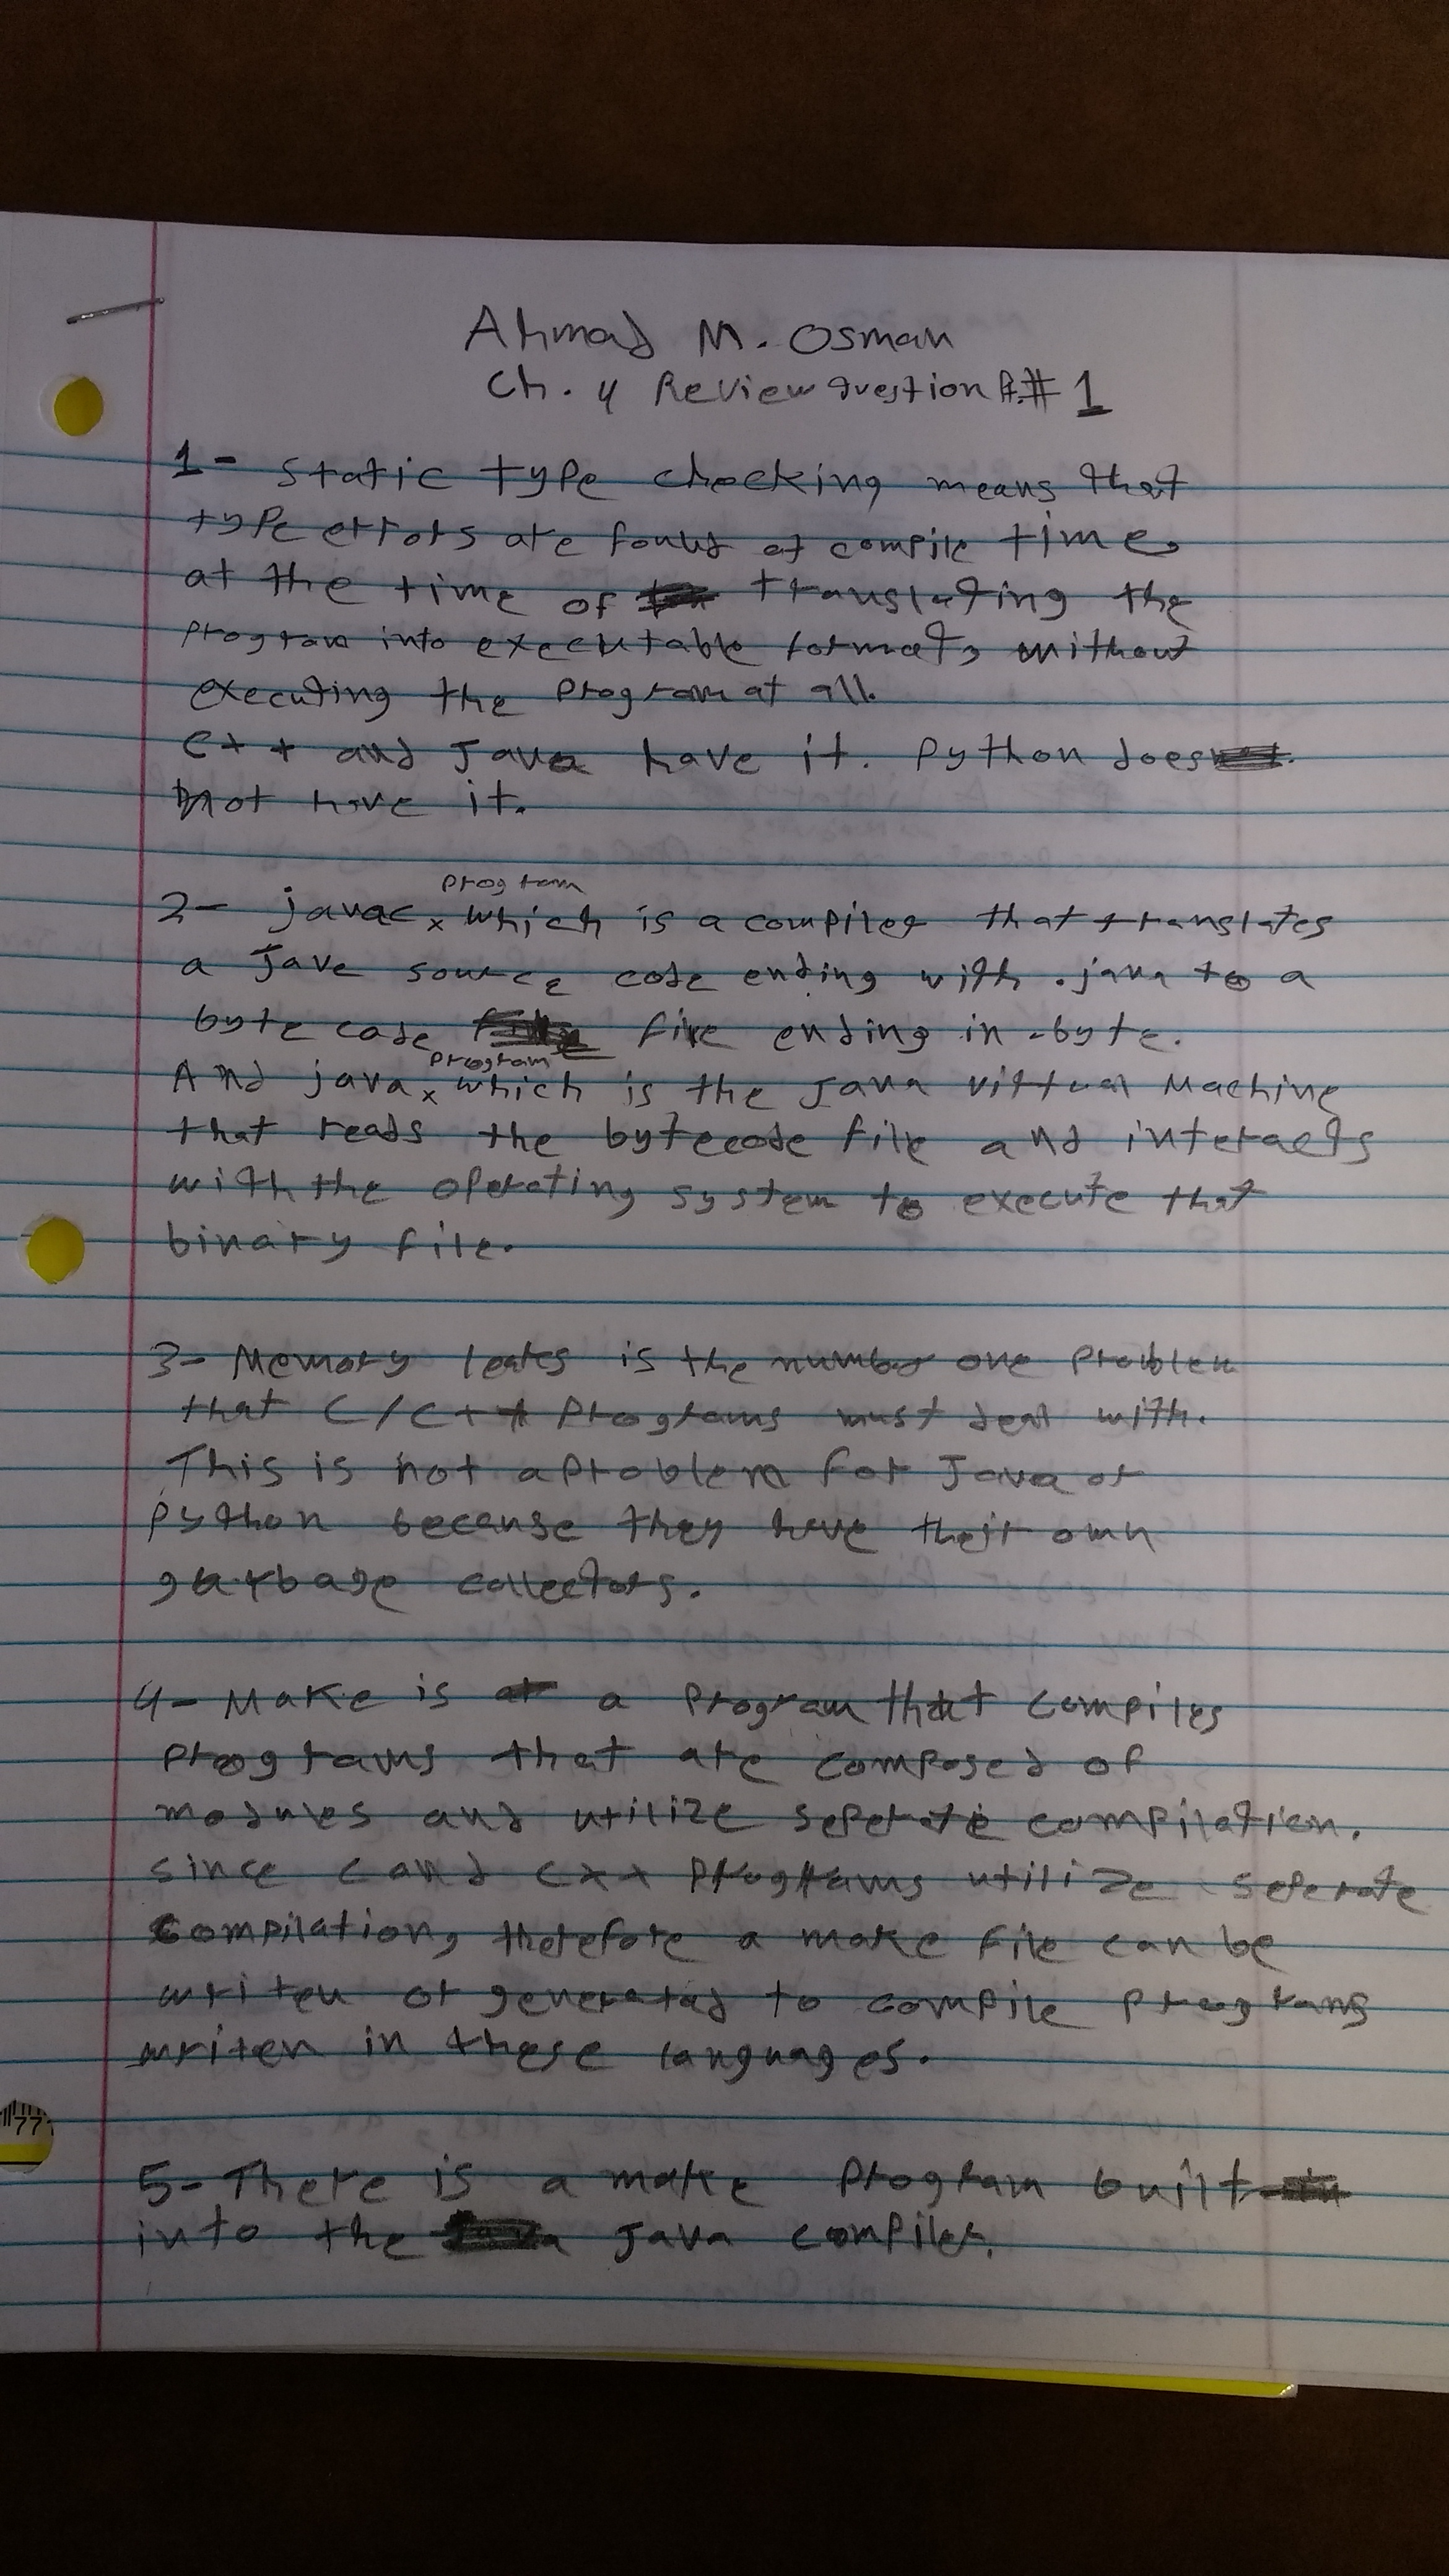 Ahmad M. Osman
Ch. 4 Review question P.#1
1- static type checking means that
type errors are found at compile time,
at the time of translating the
program into executable format, without
executing the program at all.
C++ and Java have it. Python does
not have it.
program
2- javac x which is a compiler that translates
a Jave source code ending with .java to a
byte code file ending in .byte.
program
And java x which is the Java Virtual Machine
that reads the bytecode file and interacts
with the operating system to execute that
binary file.
3- Memory leaks is the number one problem
that C/C++ programs must deal with.
This is not a problem for Java or
python because they have their own
garbage collectors.
4- Make is a program that compiles
programs that are composed of
modules and utilize seperate compilation.
since C and C++ programs utilize seperate
compilation, therefore a make file can be
writen or generated to compile programs
writen in these languages.
5- There is a make program built
into the Java compiler.
77